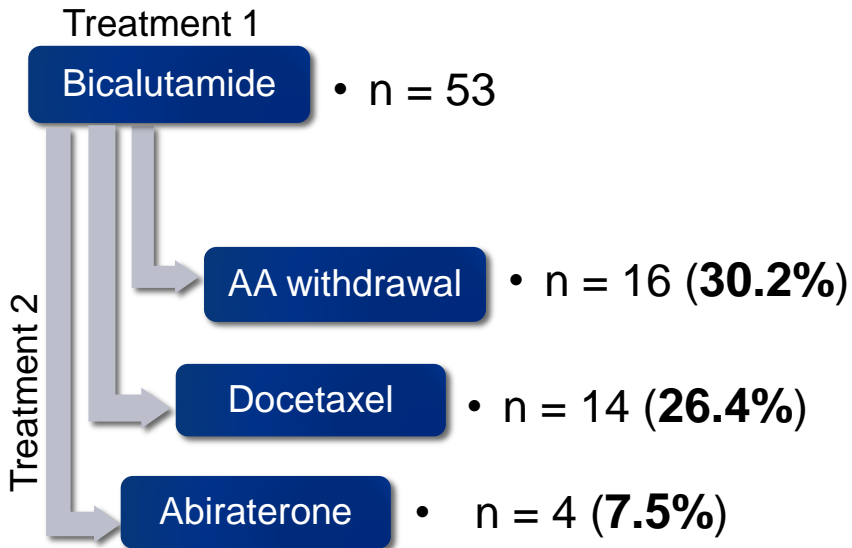 Treatment 1
Bicalutamide • n = 53
Treatment 2
AA withdrawal • n = 16 (30.2%)
Docetaxel • n = 14 (26.4%)
Abiraterone • n = 4 (7.5%)